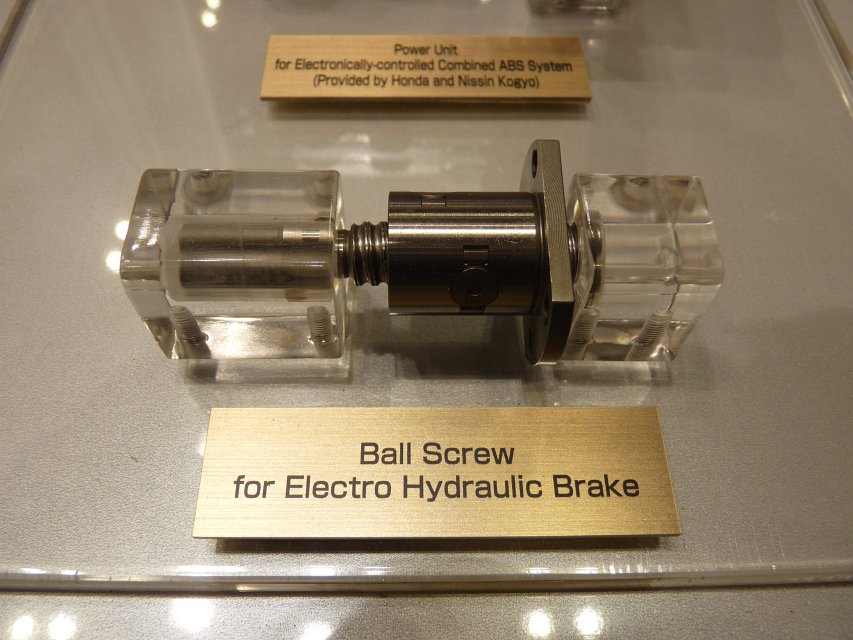 Power Unit
for Electronically-controlled Combined ABS System
(Provided by Honda and Nissin Kogyo)
Ball Screw
for Electro Hydraulic Brake